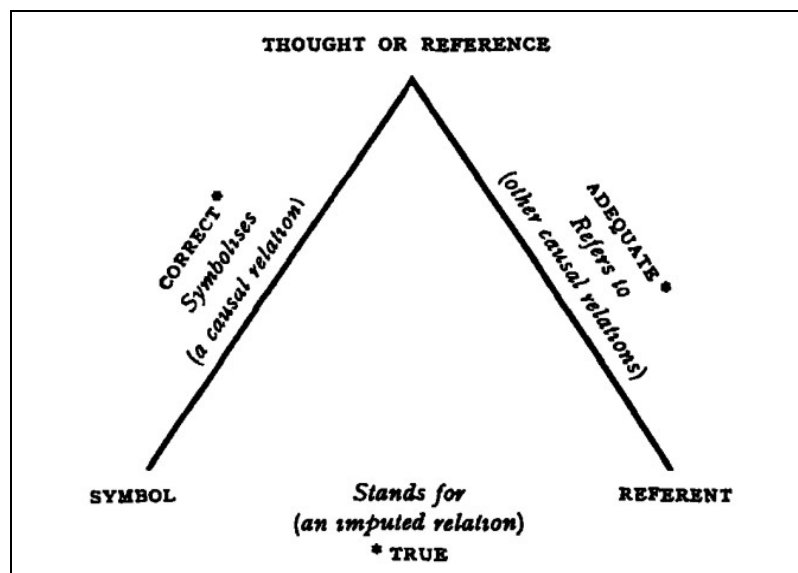 THOUGHT OR REFERENCE
CORRECT *
Symbolises
(a causal relation)
ADEQUATE *
Refers to
(other causal relations)
SYMBOL
Stands for
(an imputed relation)
* TRUE
REFERENT